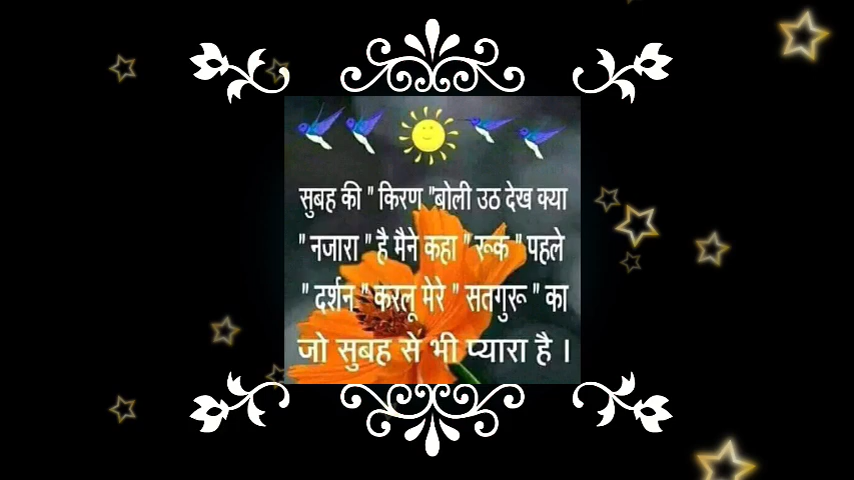 सुबह की " किरण "बोली उठ देख क्या
" नजारा " है मैने कहा " रूक " पहले
" दर्शन " करलू मेरे " सतगुरू " का
जो सुबह से भी प्यारा है ।